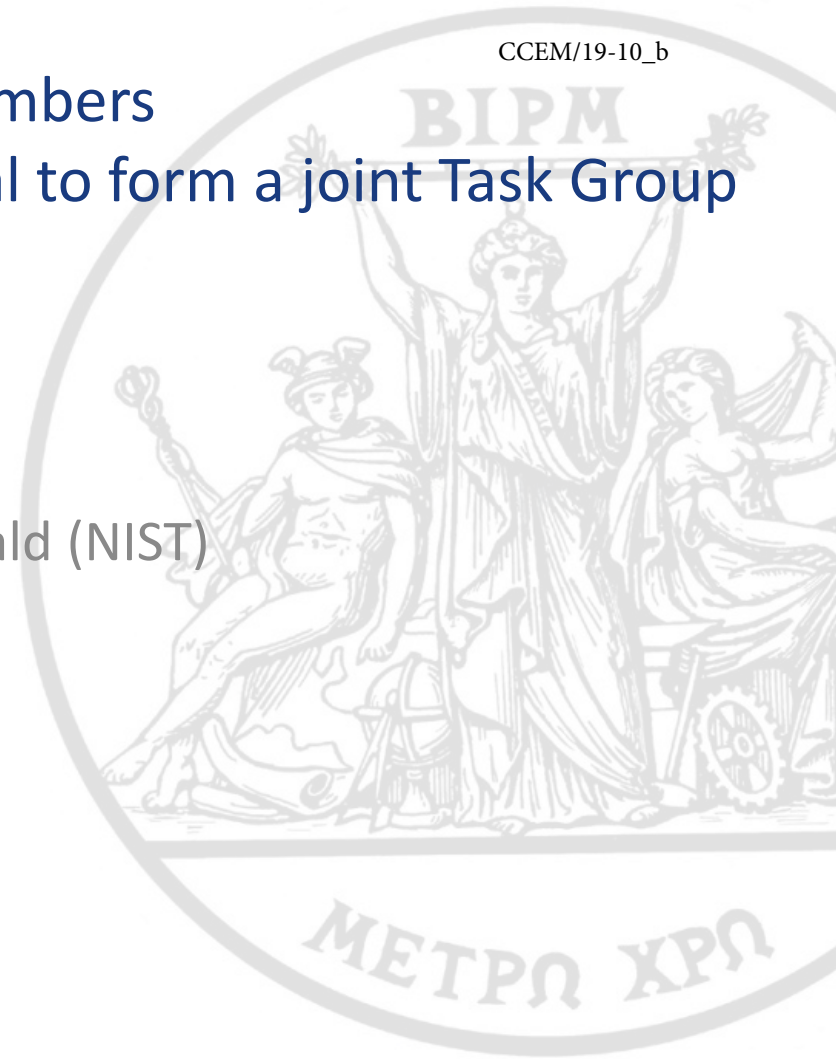 CCEM/19-10_b
mbers
l to form a joint Task Group
ld (NIST)
BIPM
ΜΕΤΡΩ ΧΡΩ